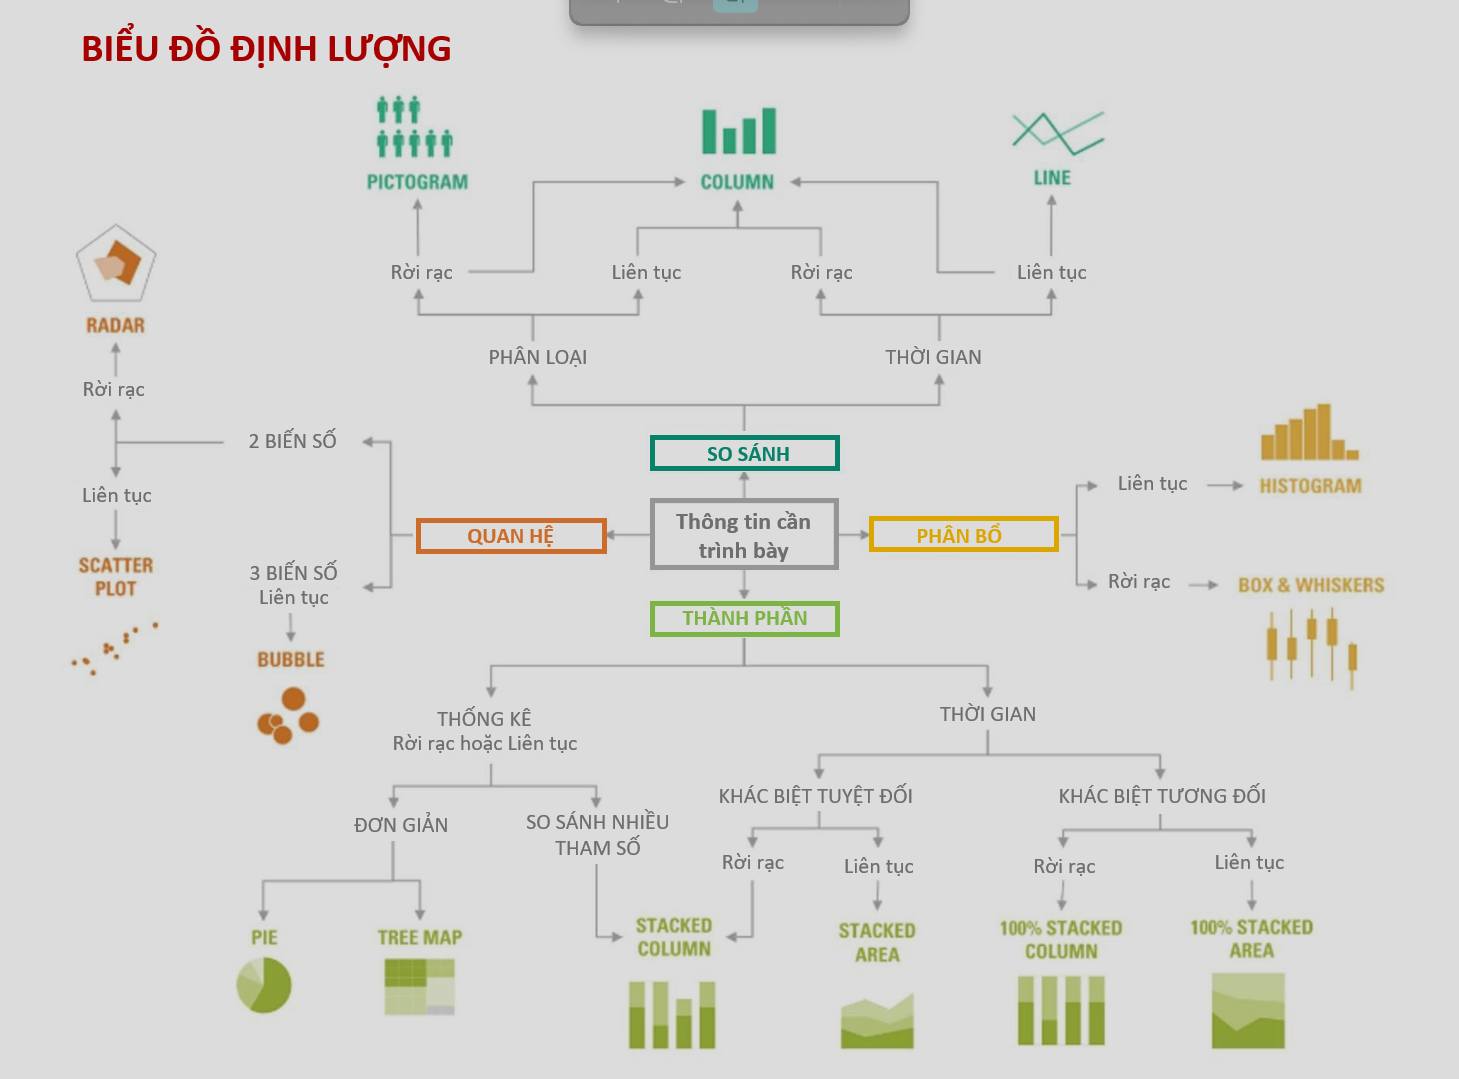 BIỂU ĐỒ ĐỊNH LƯỢNG
PICTOGRAM
COLUMN
LINE
Rời rạc
Liên tục
Rời rạc
Liên tục
PHÂN LOẠI
THỜI GIAN
RADAR
Rời rạc
2 BIẾN SỐ
Liên tục
SCATTER
PLOT
3 BIẾN SỐ
Liên tục
BUBBLE
SO SÁNH
QUAN HỆ
Thông tin cần
trình bày
PHÂN BỔ
THÀNH PHẦN
Liên tục
HISTOGRAM
Rời rạc
BOX & WHISKERS
THỐNG KÊ
Rời rạc hoặc Liên tục
THỜI GIAN
ĐƠN GIẢN
SO SÁNH NHIỀU
THAM SỐ
KHÁC BIỆT TUYỆT ĐỐI
KHÁC BIỆT TƯƠNG ĐỐI
Rời rạc
Liên tục
Rời rạc
Liên tục
PIE
TREE MAP
STACKED
COLUMN
STACKED
AREA
100% STACKED
COLUMN
100% STACKED
AREA